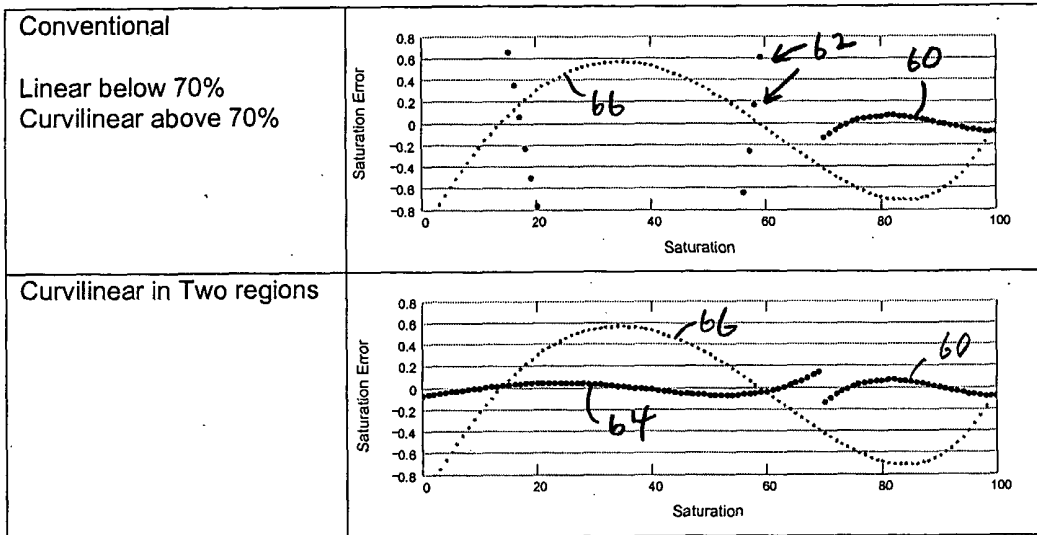 Conventional
Linear below 70%
Curvilinear above 70%
Saturation Error
0.8
0.6
0.4
0.2
0
−0.2
−0.4
−0.6
−0.8
62
60
66
0 20 40 60 80 100
Saturation
Curvilinear in Two regions
Saturation Error
0.8
0.6
0.4
0.2
0
−0.2
−0.4
−0.6
−0.8
66
60
64
0 20 40 60 80 100
Saturation